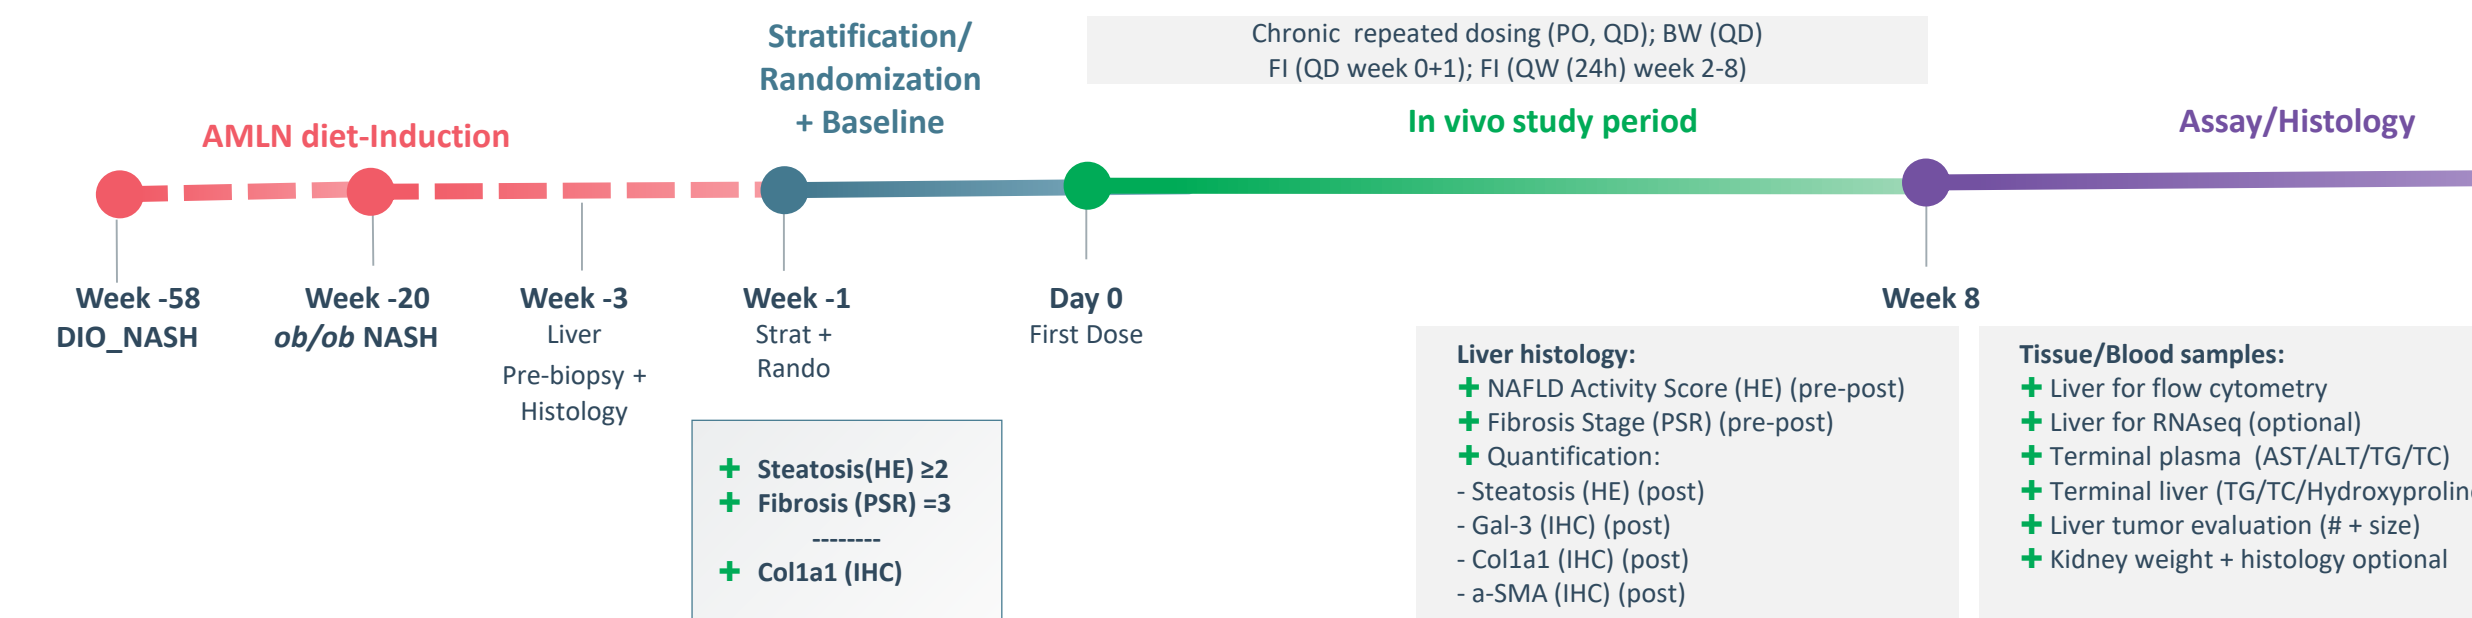 Stratification/
Randomization
+ Baseline
Chronic  repeated dosing (PO, QD); BW (QD)
FI (QD week 0+1); FI (QW (24h) week 2-8)
AMLN diet-Induction
In vivo study period
Assay/Histology
Week -58
DIO_NASH
Week -20
ob/ob NASH
Week -3
Liver
Pre-biopsy +
Histology
Week -1
Strat +
Rando
Day 0
First Dose
Week 8
+ Steatosis(HE) ≥2
+ Fibrosis (PSR) =3
--------
+ Col1a1 (IHC)
Liver histology:
+ NAFLD Activity Score (HE) (pre-post)
+ Fibrosis Stage (PSR) (pre-post)
+ Quantification:
- Steatosis (HE) (post)
- Gal-3 (IHC) (post)
- Col1a1 (IHC) (post)
- a-SMA (IHC) (post)
Tissue/Blood samples:
+ Liver for flow cytometry
+ Liver for RNAseq (optional)
+ Terminal plasma  (AST/ALT/TG/TC)
+ Terminal liver (TG/TC/Hydroxyproline
+ Liver tumor evaluation (# + size)
+ Kidney weight + histology optional